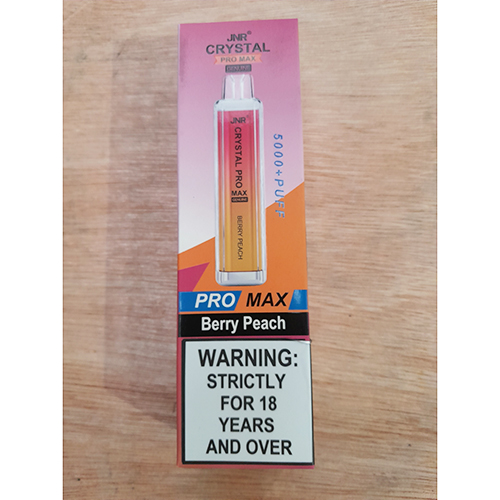 JNR®
CRYSTAL
PRO MAX
JNR®
CRYSTAL PRO
MAX
BERRY PEACH
5000+PUFF
PRO MAX
Berry Peach
WARNING:
STRICTLY
FOR 18
YEARS
AND OVER